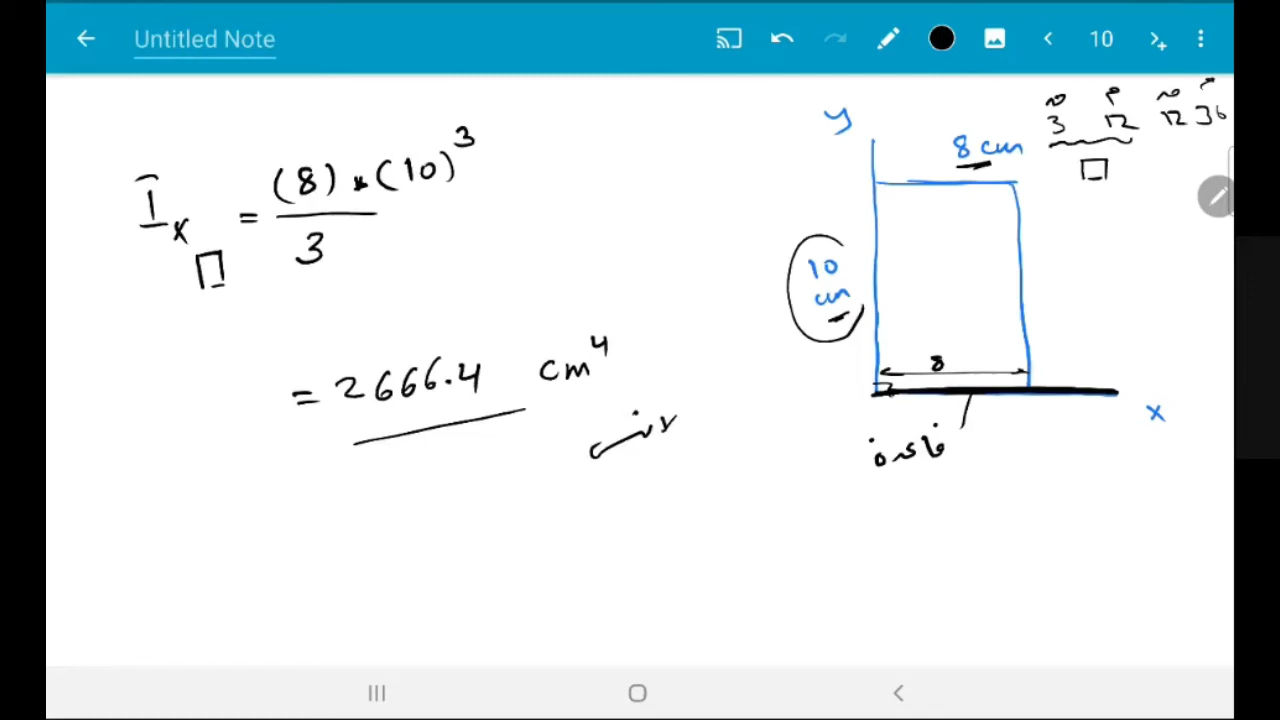 Untitled Note
10
y
8 cm
3 12 12 36
I x = (8) * (10)^3
3
10
cm
= 2666.4 cm^4
8
x
قاعدة